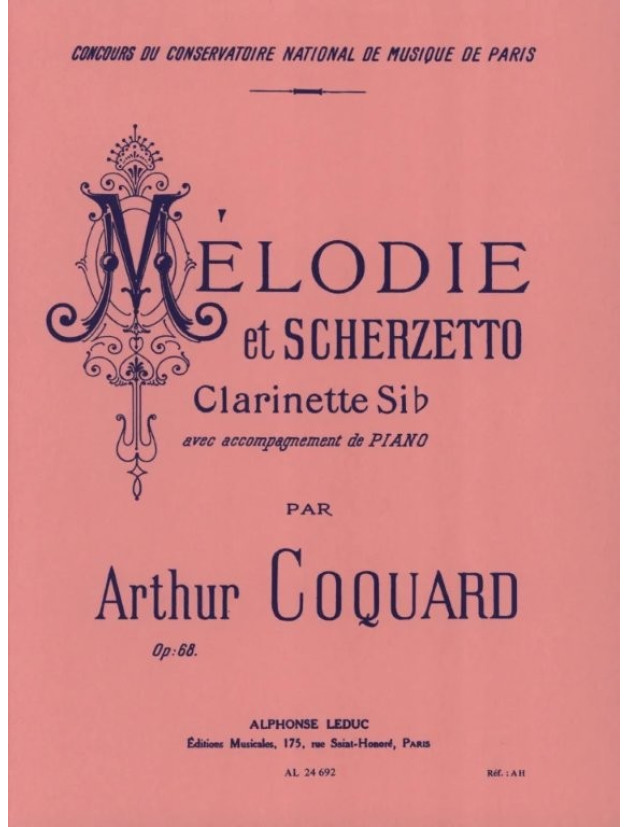 CONCOURS DU CONSERVATOIRE NATIONAL DE MUSIQUE DE PARIS
MÉLODIE
et SCHERZETTO
Clarinette Si♭
avec accompagnement de PIANO
PAR
Arthur COQUARD
Op:68.
ALPHONSE LEDUC
Éditions Musicales, 175, rue Saint-Honoré, PARIS
AL 24 692
Réf. : AH